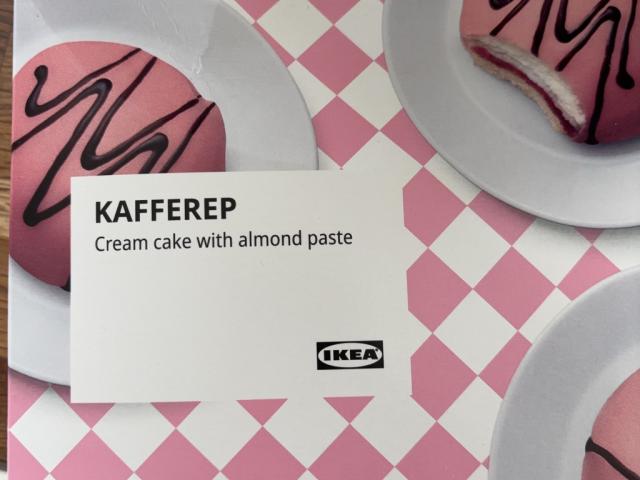 KAFFEREP
Cream cake with almond paste
IKEA